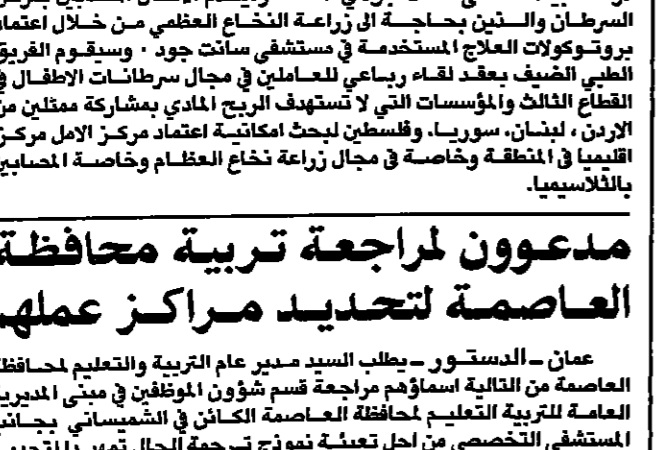 السرطان والذين بحاجة الى زراعة النخاع العظمي من خلال اعتماد
بروتوكولات العلاج المستخدمة في مستشفى سانت جود ٠ وسيقوم الفريق
الطبي الضيف بعقد لقاء رباعي للعاملين في مجال سرطانات الاطفال في
القطاع الثالث والمؤسسات التي لا تستهدف الربح المادي بمشاركة ممثلين من
الاردن ، لبنان، سوريا، وفلسطين لبحث امكانية اعتماد مركز الامل مركز
اقليميا في المنطقة وخاصة في مجال زراعة نخاع العظام وخاصة المصابين
بالثلاسيميا.
مدعوون لمراجعة تربية محافظة
العاصمة لتحديد مراكز عملهم
عمان ـ الدستور ـ يطلب السيد مدير عام التربية والتعليم لمحافظة
العاصمة من التالية اسماؤهم مراجعة قسم شؤون الموظفين في مبنى المديرية
العامة للتربية التعليم لمحافظة العاصمة الكائن في الشميساني بجانب
المستشفى التخصصي من اجل تعبئة نموذج ترجمة الحال تمهيدا